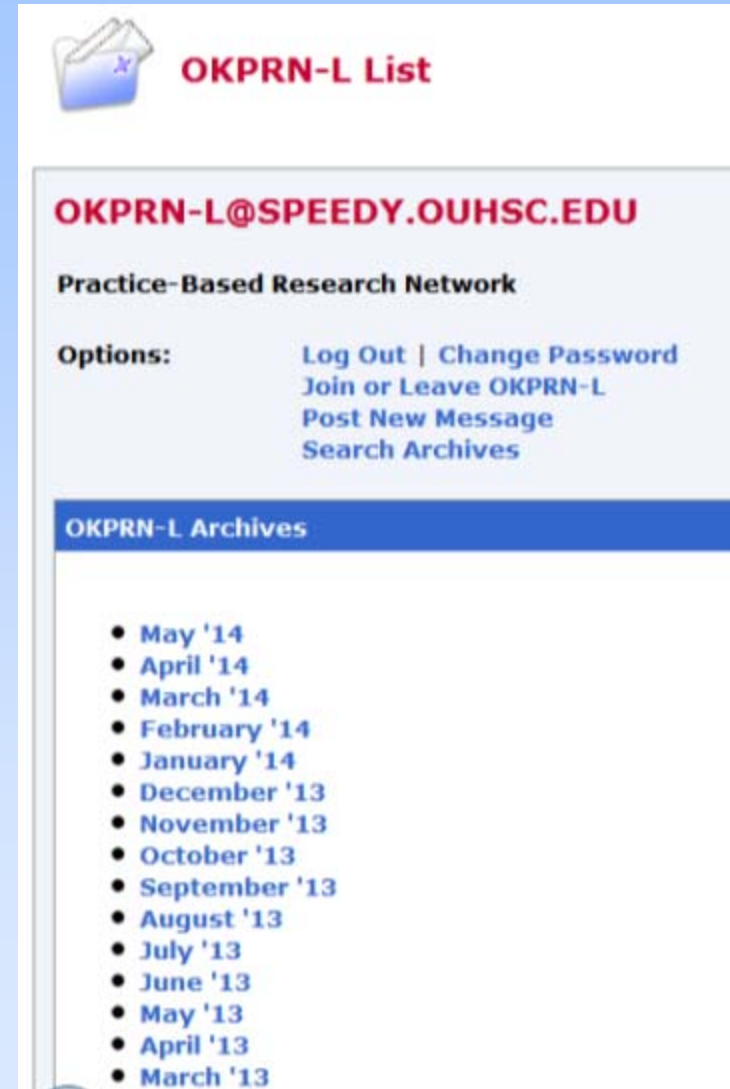 OKPRN-L List
OKPRN-L@SPEEDY.OUHSC.EDU
Practice-Based Research Network
Options: Log Out | Change Password
Join or Leave OKPRN-L
Post New Message
Search Archives
OKPRN-L Archives
• May '14
• April '14
• March '14
• February '14
• January '14
• December '13
• November '13
• October '13
• September '13
• August '13
• July '13
• June '13
• May '13
• April '13
• March '13